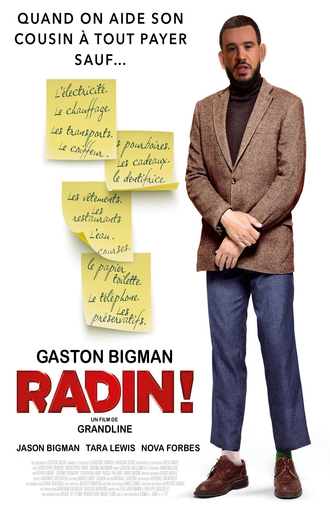 QUAND ON AIDE SON
COUSIN À TOUT PAYER
SAUF...
L'électricité.
Le chauffage.
Les transports.
Le coiffeur.
s pourboires.
Les cadeaux.
le dentifrice.
Les vêtements.
Les
restaurants
L'eau.
courses.
le papier
toilette.
Le téléphone.
Les
préservatifs.
GASTON BIGMAN
RADIN!
UN FILM DE
GRANDLINE
JASON BIGMAN TARA LEWIS NOVA FORBES